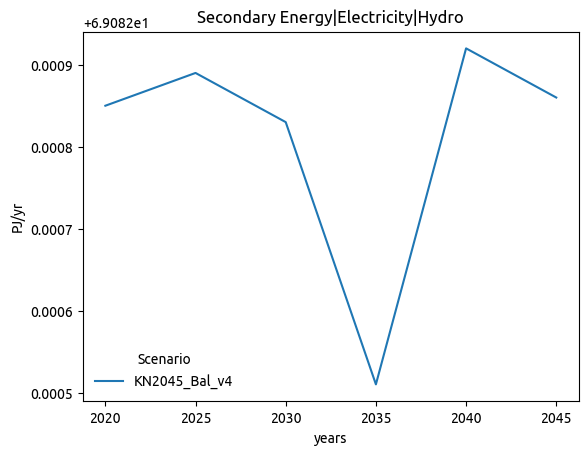 Secondary Energy|Electricity|Hydro
+6.9082e1
0.0009
0.0008
0.0007
0.0006
0.0005
PJ/yr
Scenario
KN2045_Bal_v4
2020 2025 2030 2035 2040 2045
years